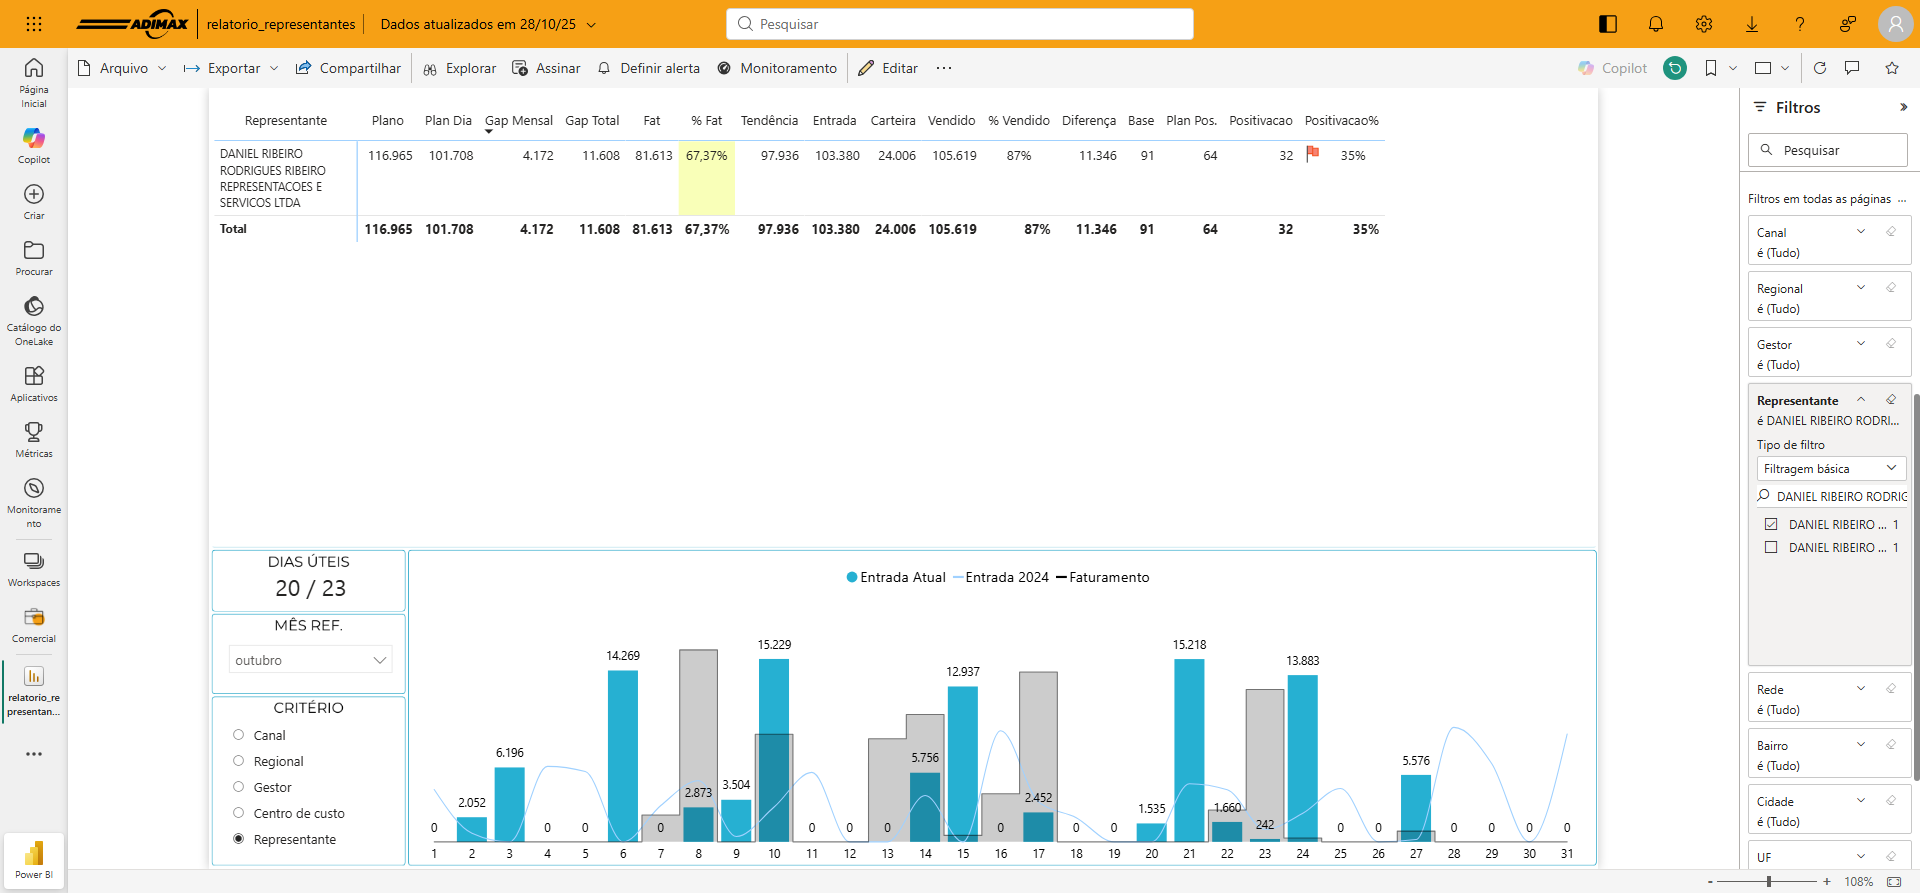 ADIMAX
relatorio_representantes
Dados atualizados em 28/10/25
Pesquisar
Arquivo
Exportar
Compartilhar
Explorar
Assinar
Definir alerta
Monitoramento
Editar
Copilot
Página
Inicial
Copilot
Criar
Procurar
Catálogo do
OneLake
Aplicativos
Métricas
Monitorame
nto
Workspaces
Comercial
relatorio_re
presentan...
Power BI
Representante Plano Plan Dia Gap Mensal Gap Total Fat % Fat Tendência Entrada Carteira Vendido % Vendido Diferença Base Plan Pos. Positivacao Positivacao%
DANIEL RIBEIRO 116.965 101.708 4.172 11.608 81.613 67,37% 97.936 103.380 24.006 105.619 87% 11.346 91 64 32 35%
RODRIGUES RIBEIRO
REPRESENTACOES E
SERVICOS LTDA
Total 116.965 101.708 4.172 11.608 81.613 67,37% 97.936 103.380 24.006 105.619 87% 11.346 91 64 32 35%
DIAS ÚTEIS
20 / 23
MÊS REF.
outubro
CRITÉRIO
Canal
Regional
Gestor
Centro de custo
Representante
Entrada Atual Entrada 2024 Faturamento
0 2.052 6.196 0 0 14.269 0 2.873 3.504 15.229 0 0 0 5.756 12.937 0 2.452 0 0 1.535 15.218 1.660 242 13.883 0 0 5.576 0 0 0 0
1 2 3 4 5 6 7 8 9 10 11 12 13 14 15 16 17 18 19 20 21 22 23 24 25 26 27 28 29 30 31
Filtros
Pesquisar
Filtros em todas as páginas ...
Canal
é (Tudo)
Regional
é (Tudo)
Gestor
é (Tudo)
Representante
é DANIEL RIBEIRO RODRI...
Tipo de filtro
Filtragem básica
DANIEL RIBEIRO RODRIG
DANIEL RIBEIRO ... 1
DANIEL RIBEIRO ... 1
Rede
é (Tudo)
Bairro
é (Tudo)
Cidade
é (Tudo)
UF
- + 108%